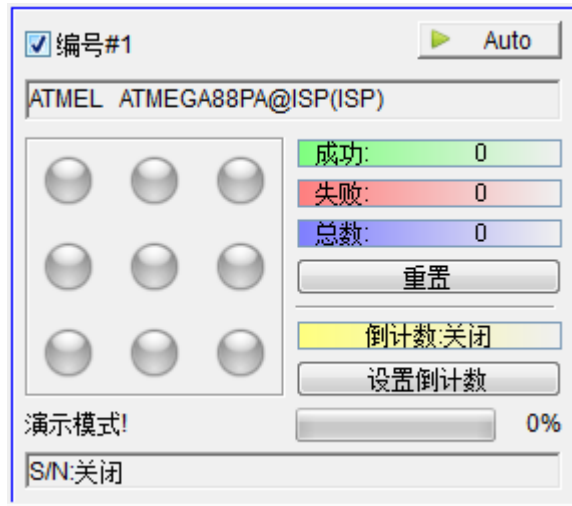 编号#1
Auto
ATMEL ATMEGA88PA@ISP(ISP)
成功: 0
失败: 0
总数: 0
重置
倒计数:关闭
设置倒计数
演示模式!
0%
S/N:关闭